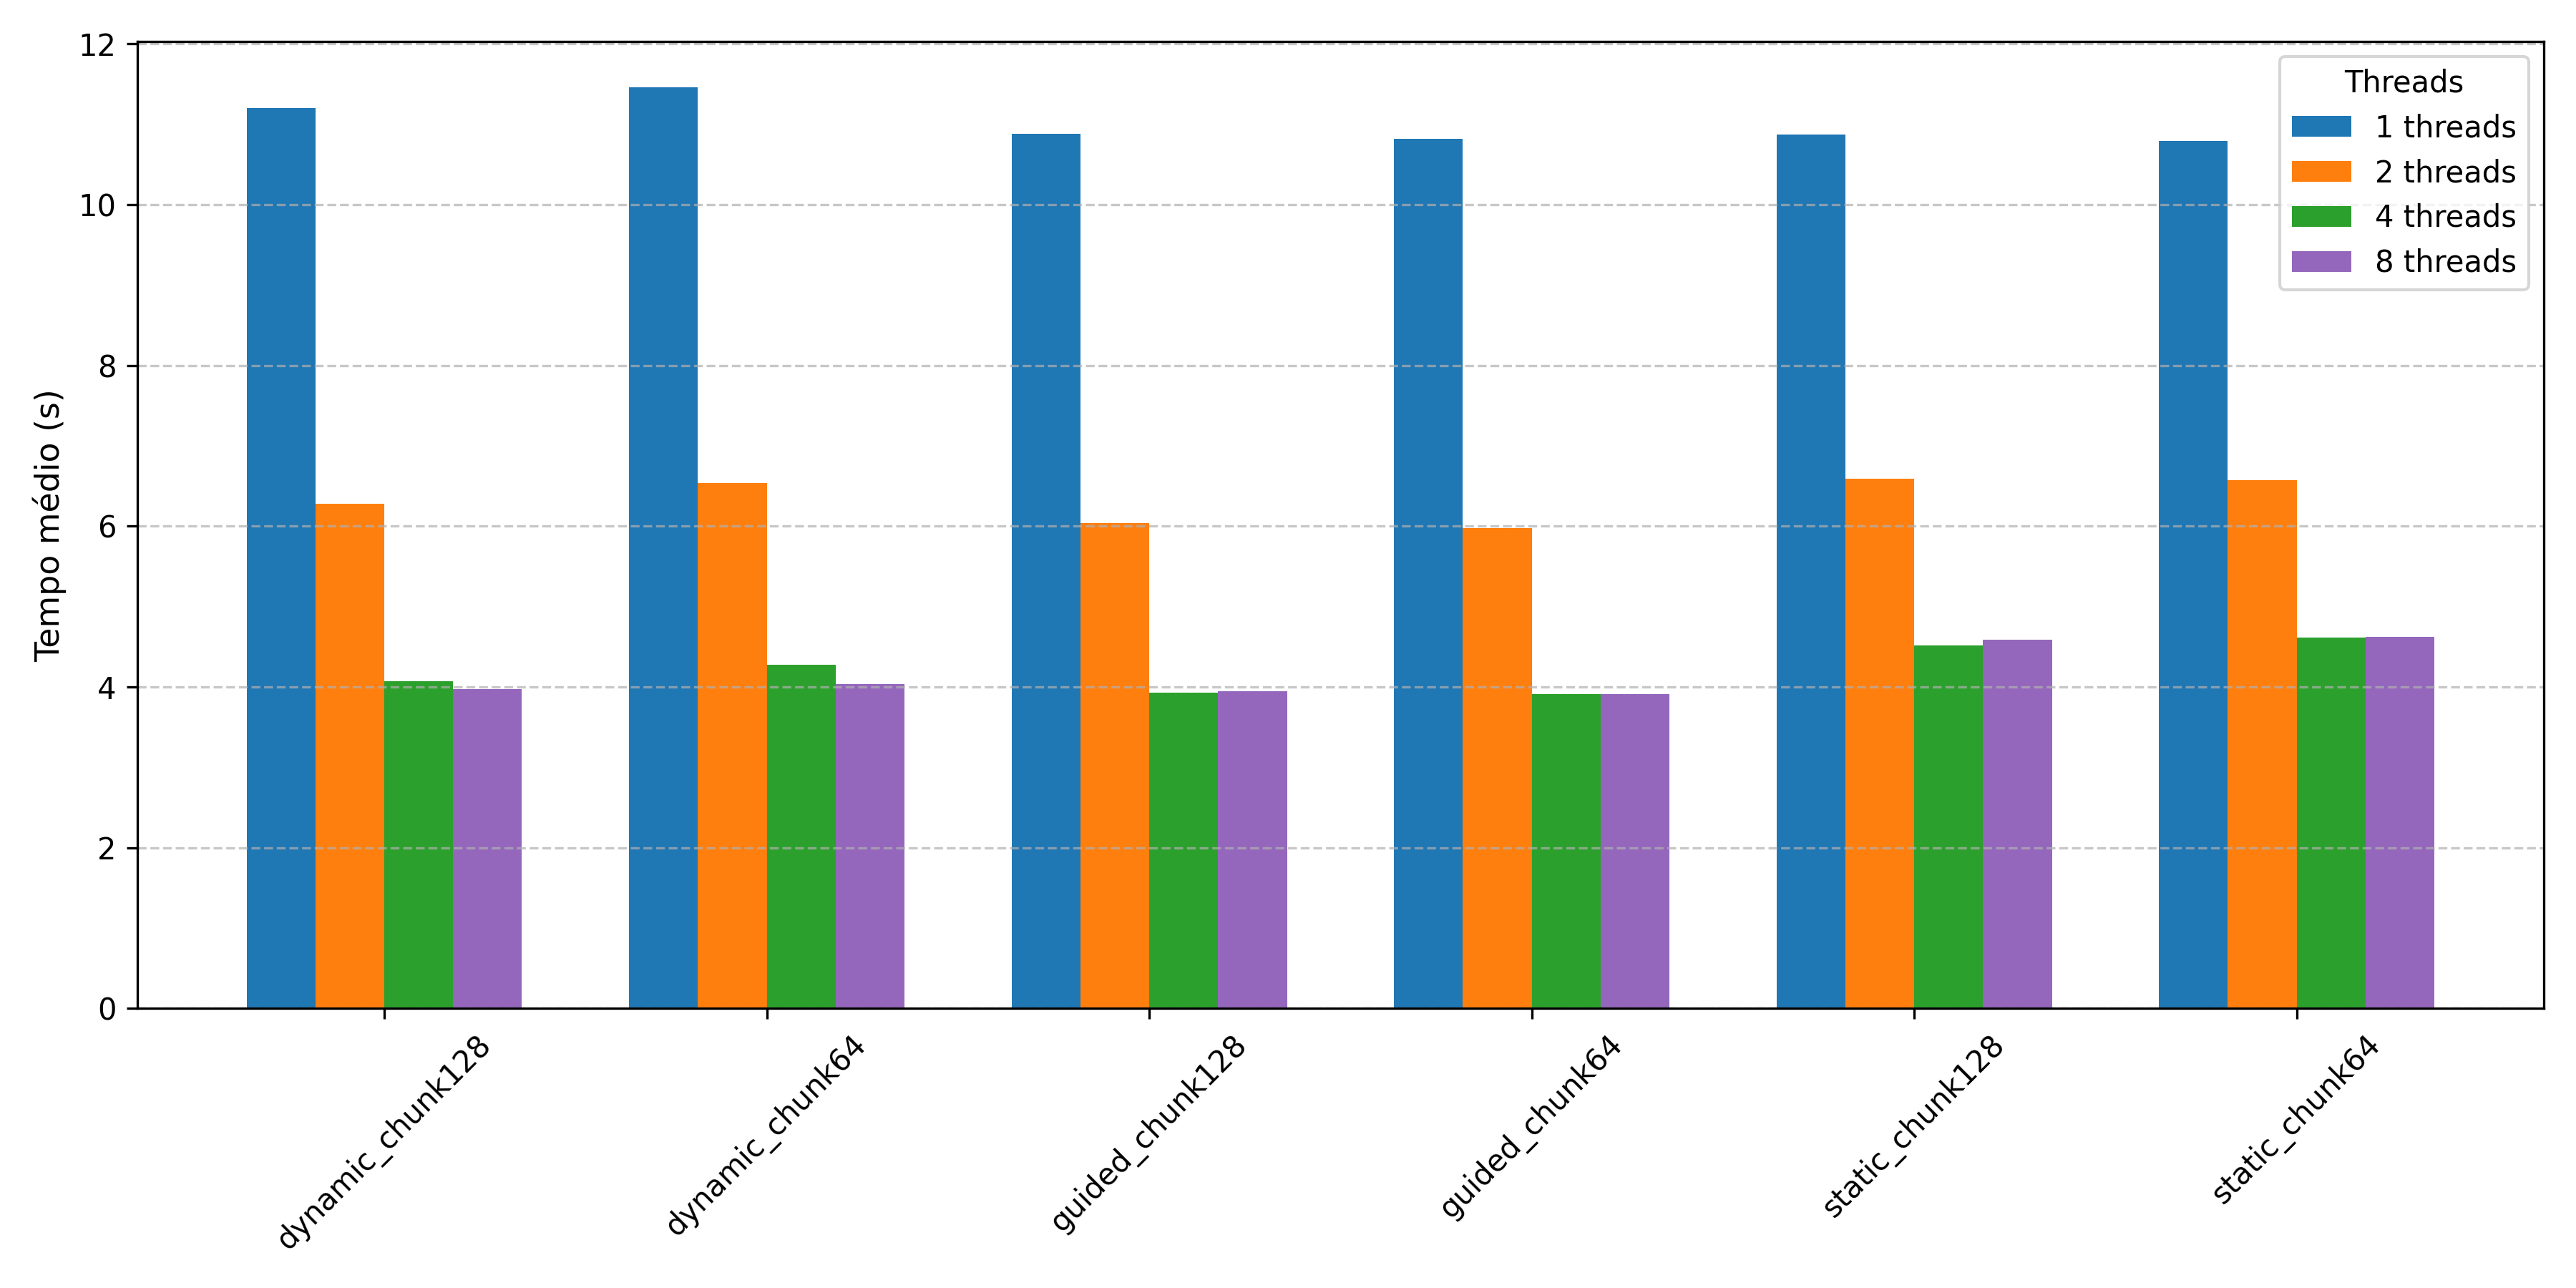 Threads
1 threads
2 threads
4 threads
8 threads
Tempo médio (s)
12
10
8
6
4
2
0
dynamic_chunk128
dynamic_chunk64
guided_chunk128
guided_chunk64
static_chunk128
static_chunk64